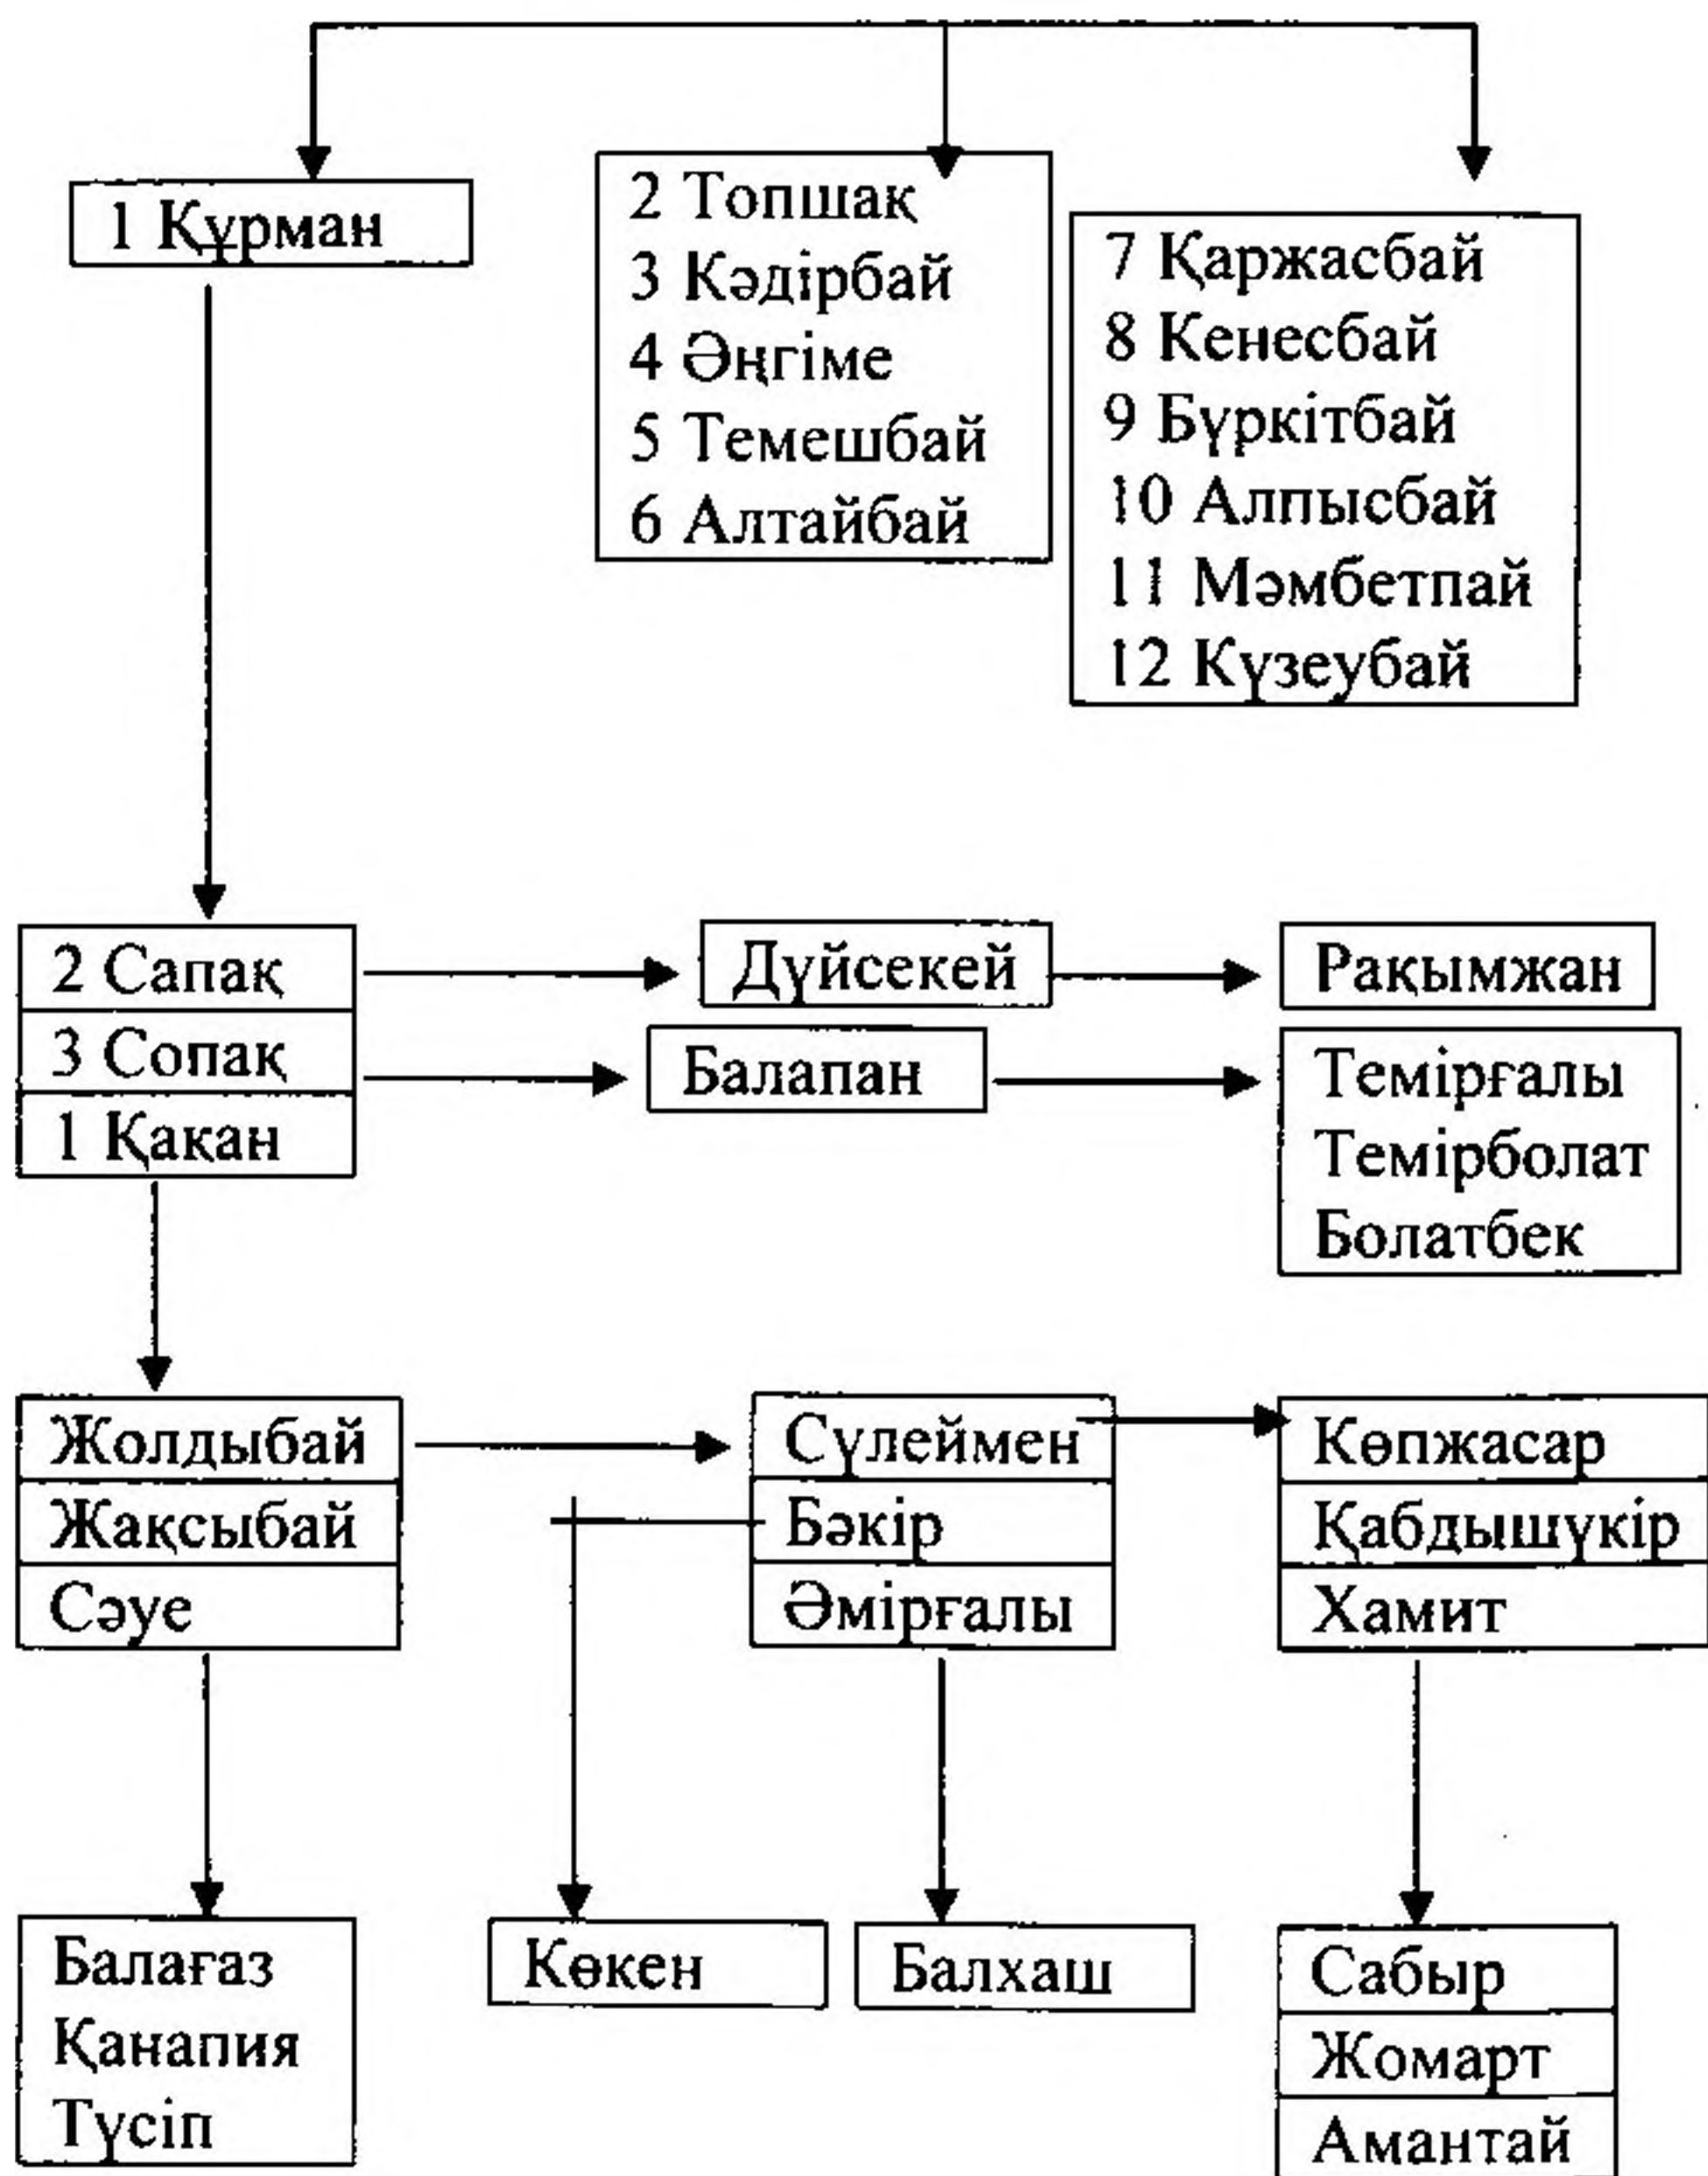 1 Құрман
2 Топшақ
3 Кәдірбай
4 Әңгіме
5 Темешбай
6 Алтайбай
7 Қаржасбай
8 Кенесбай
9 Бүркітбай
10 Алпысбай
11 Мәмбетпай
12 Күзеубай
2 Сапақ
3 Сопақ
1 Қакан
Дүйсекей
Рақымжан
Балапан
Темірғалы
Темірболат
Болатбек
Жолдыбай
Жақсыбай
Сәуе
Сүлеймен
Бәкір
Әмірғалы
Көпжасар
Қабдышүкір
Хамит
Балағаз
Қанапия
Түсіп
Көкен
Балхаш
Сабыр
Жомарт
Амантай